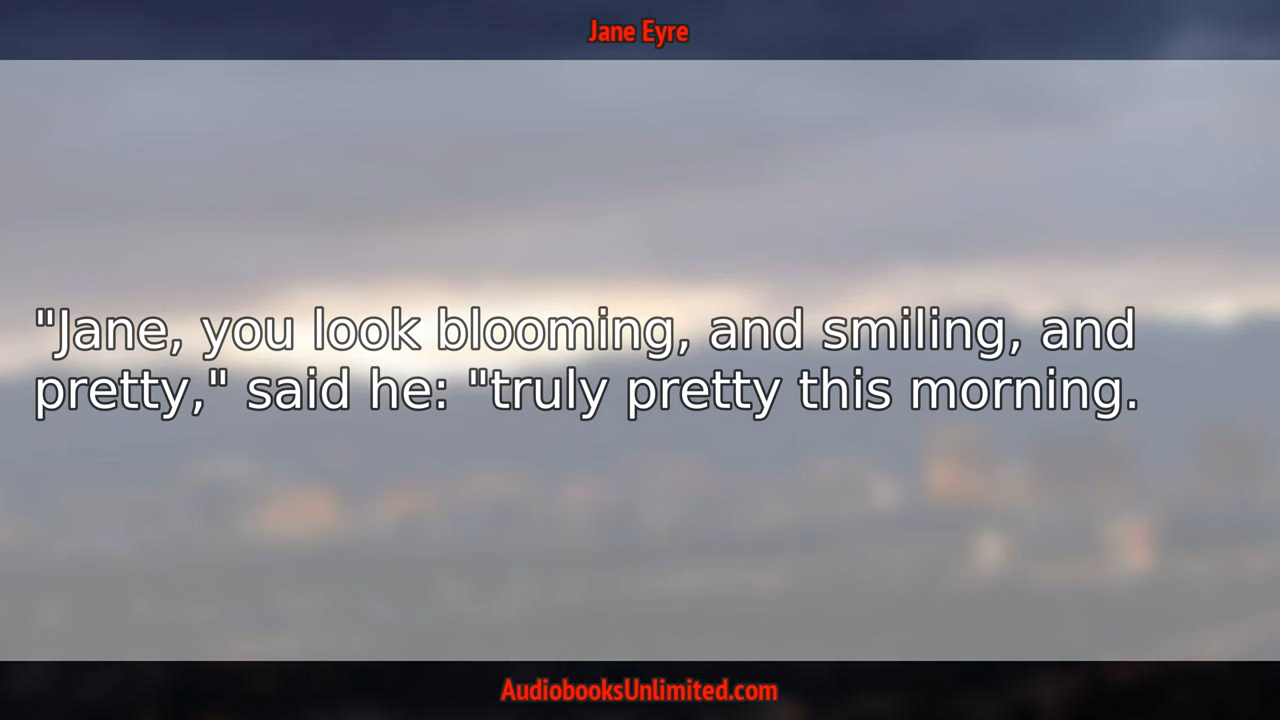 Jane Eyre
"Jane, you look blooming, and smiling, and
pretty," said he: "truly pretty this morning.
AudiobooksUnlimited.com